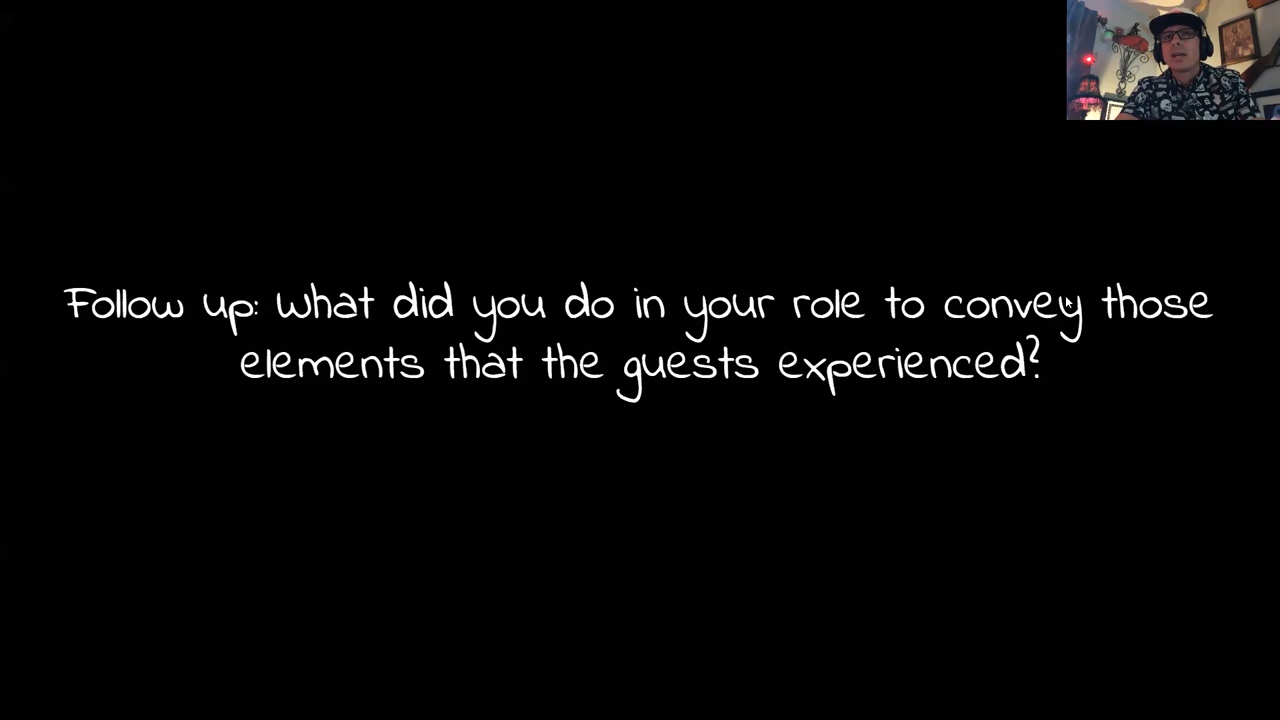 Follow up: What did you do in your role to convey those
elements that the guests experienced?